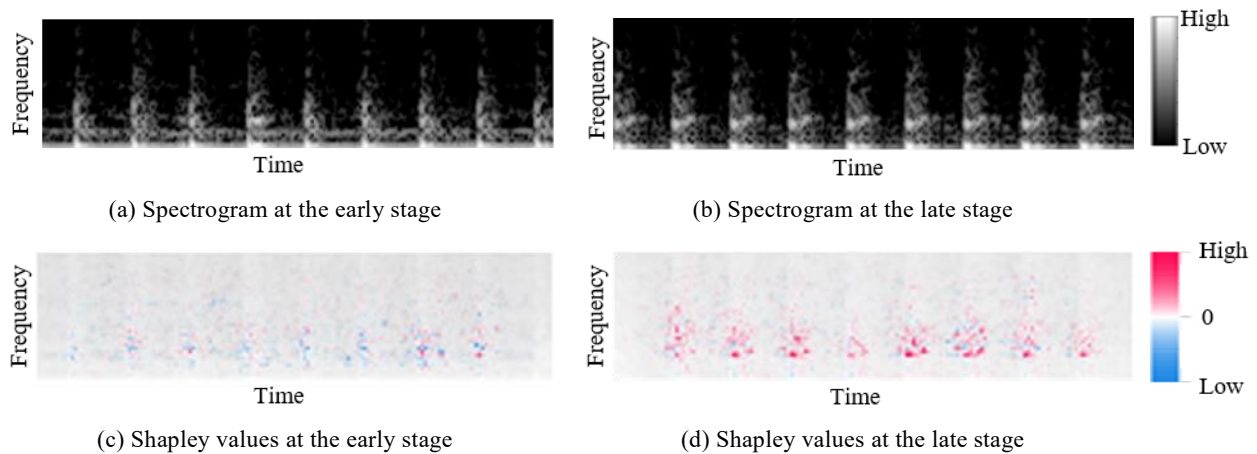 Frequency
Time
(a) Spectrogram at the early stage
Frequency
Time
(b) Spectrogram at the late stage
High
Low
Frequency
Time
(c) Shapley values at the early stage
Frequency
Time
(d) Shapley values at the late stage
High
0
Low